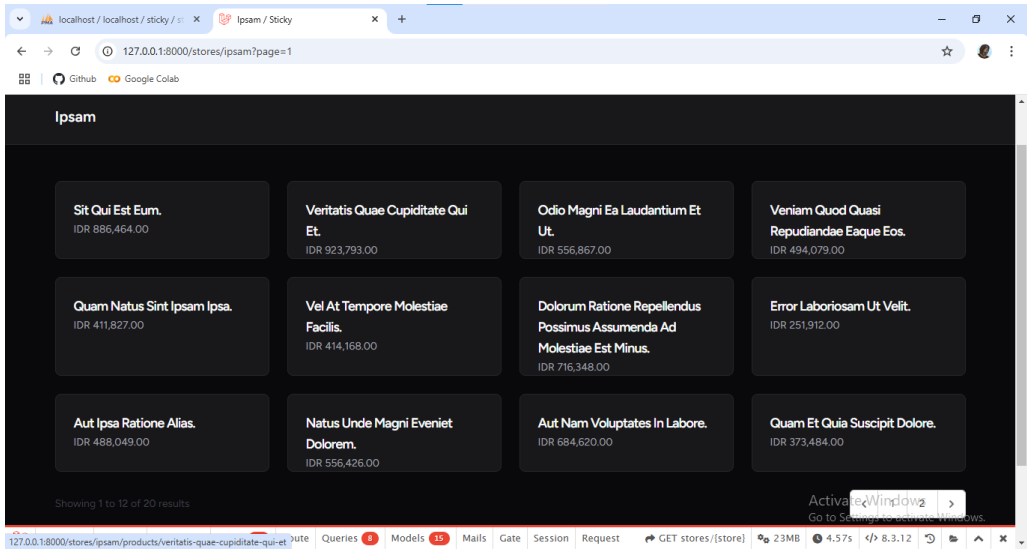 localhost / localhost / sticky / s
Ipsam / Sticky
127.0.0.1:8000/stores/ipsam?page=1
Github
Google Colab
Ipsam
Sit Qui Est Eum.
IDR 886,464.00
Veritatis Quae Cupiditate Qui
Et.
IDR 923,793.00
Odio Magni Ea Laudantium Et
Ut.
IDR 556,867.00
Veniam Quod Quasi
Repudiandae Eaque Eos.
IDR 494,079.00
Quam Natus Sint Ipsam Ipsa.
IDR 411,827.00
Vel At Tempore Molestiae
Facilis.
IDR 414,168.00
Dolorum Ratione Repellendus
Possimus Assumenda Ad
Molestiae Est Minus.
IDR 716,348.00
Error Laboriosam Ut Velit.
IDR 251,912.00
Aut Ipsa Ratione Alias.
IDR 488,049.00
Natus Unde Magni Eveniet
Dolorem.
IDR 556,426.00
Aut Nam Voluptates In Labore.
IDR 684,620.00
Quam Et Quia Suscipit Dolore.
IDR 373,484.00
Showing 1 to 12 of 20 results
1 2
Activate Windows
Go to Settings to activate Windows.
127.0.0.1:8000/stores/ipsam/products/veritatis-quae-cupiditate-qui-et
Queries 8 Models 15 Mails Gate Session Request GET stores/{store} 23MB 4.57s 8.3.12